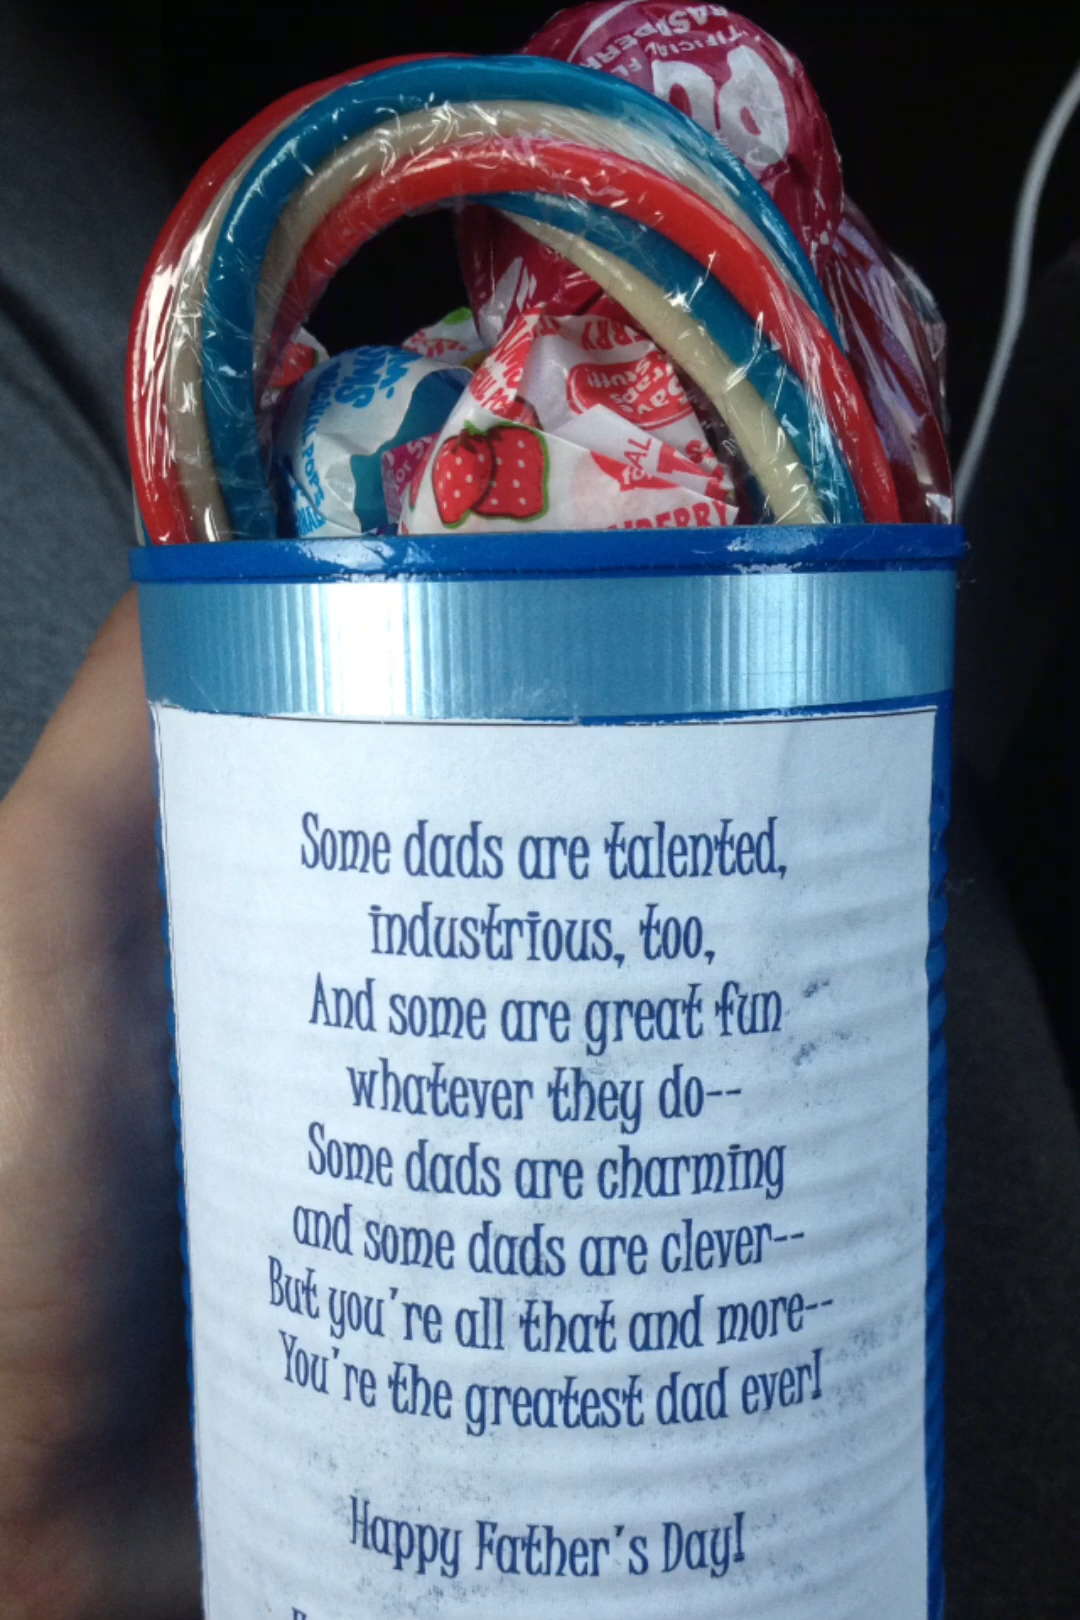 Some dads are talented,
industrious, too,
And some are great fun
whatever they do--
Some dads are charming
and some dads are clever--
But you're all that and more--
You're the greatest dad ever!
Happy Father's Day!